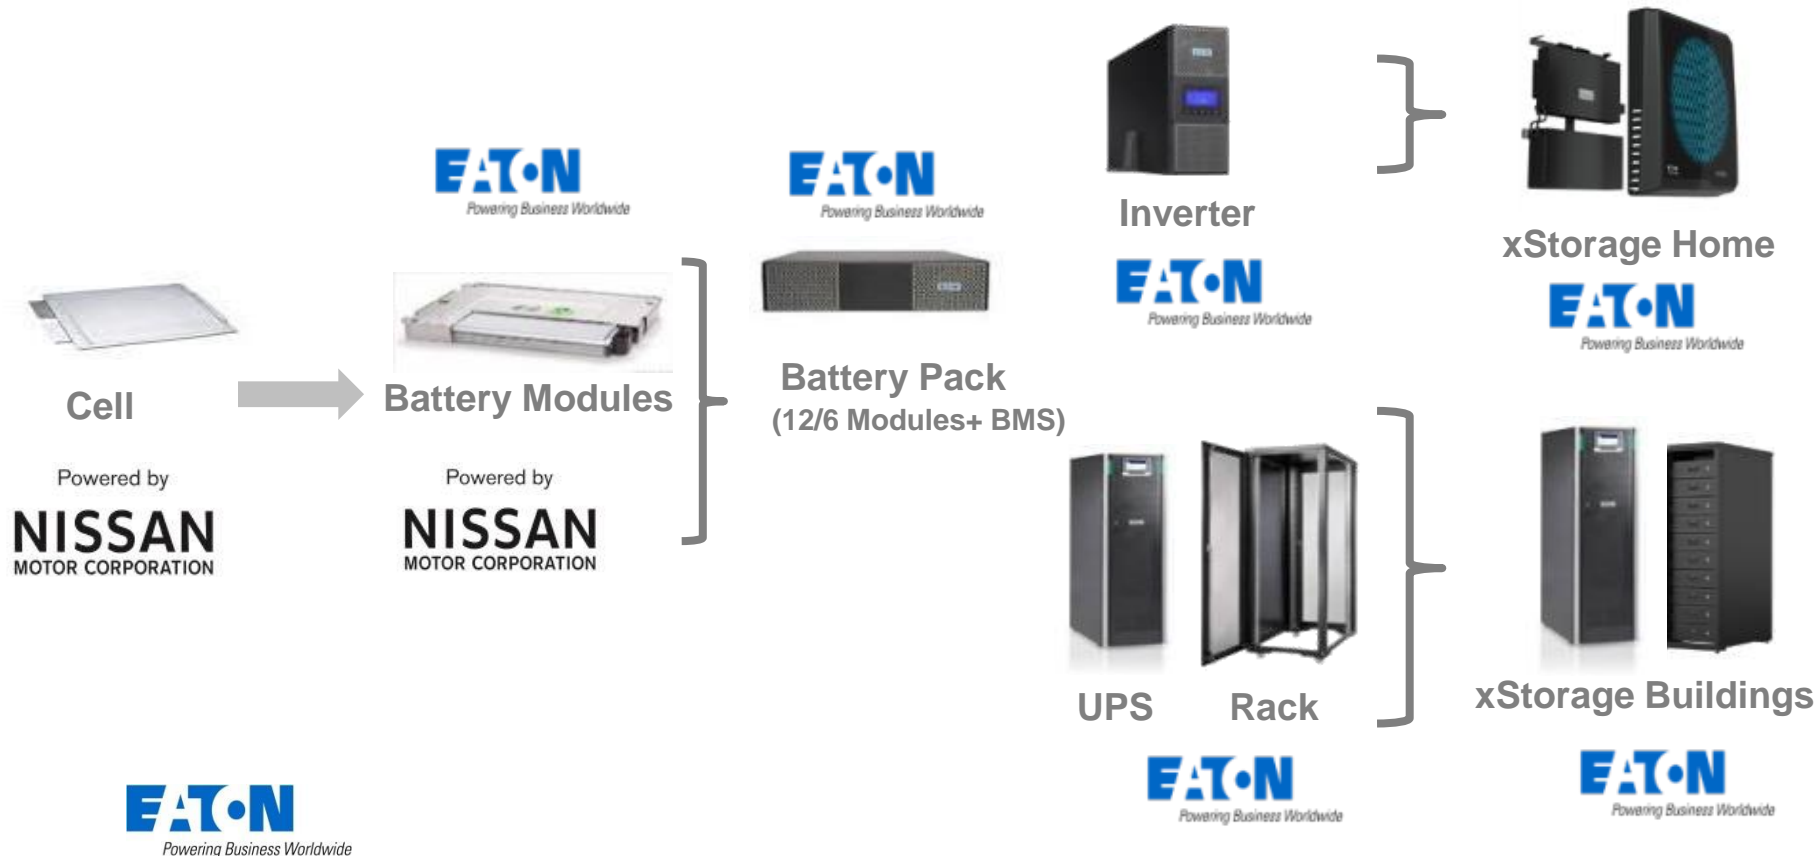 EATON
Powering Business Worldwide
EATON
Powering Business Worldwide
Inverter
EATON
Powering Business Worldwide
xStorage Home
EATON
Powering Business Worldwide
Cell
Powered by
NISSAN
MOTOR CORPORATION
Battery Modules
Powered by
NISSAN
MOTOR CORPORATION
EATON
Battery Pack
(12/6 Modules+ BMS)
UPS
Rack
EATON
Powering Business Worldwide
xStorage Buildings
EATON
Powering Business Worldwide
EATON
Powering Business Worldwide